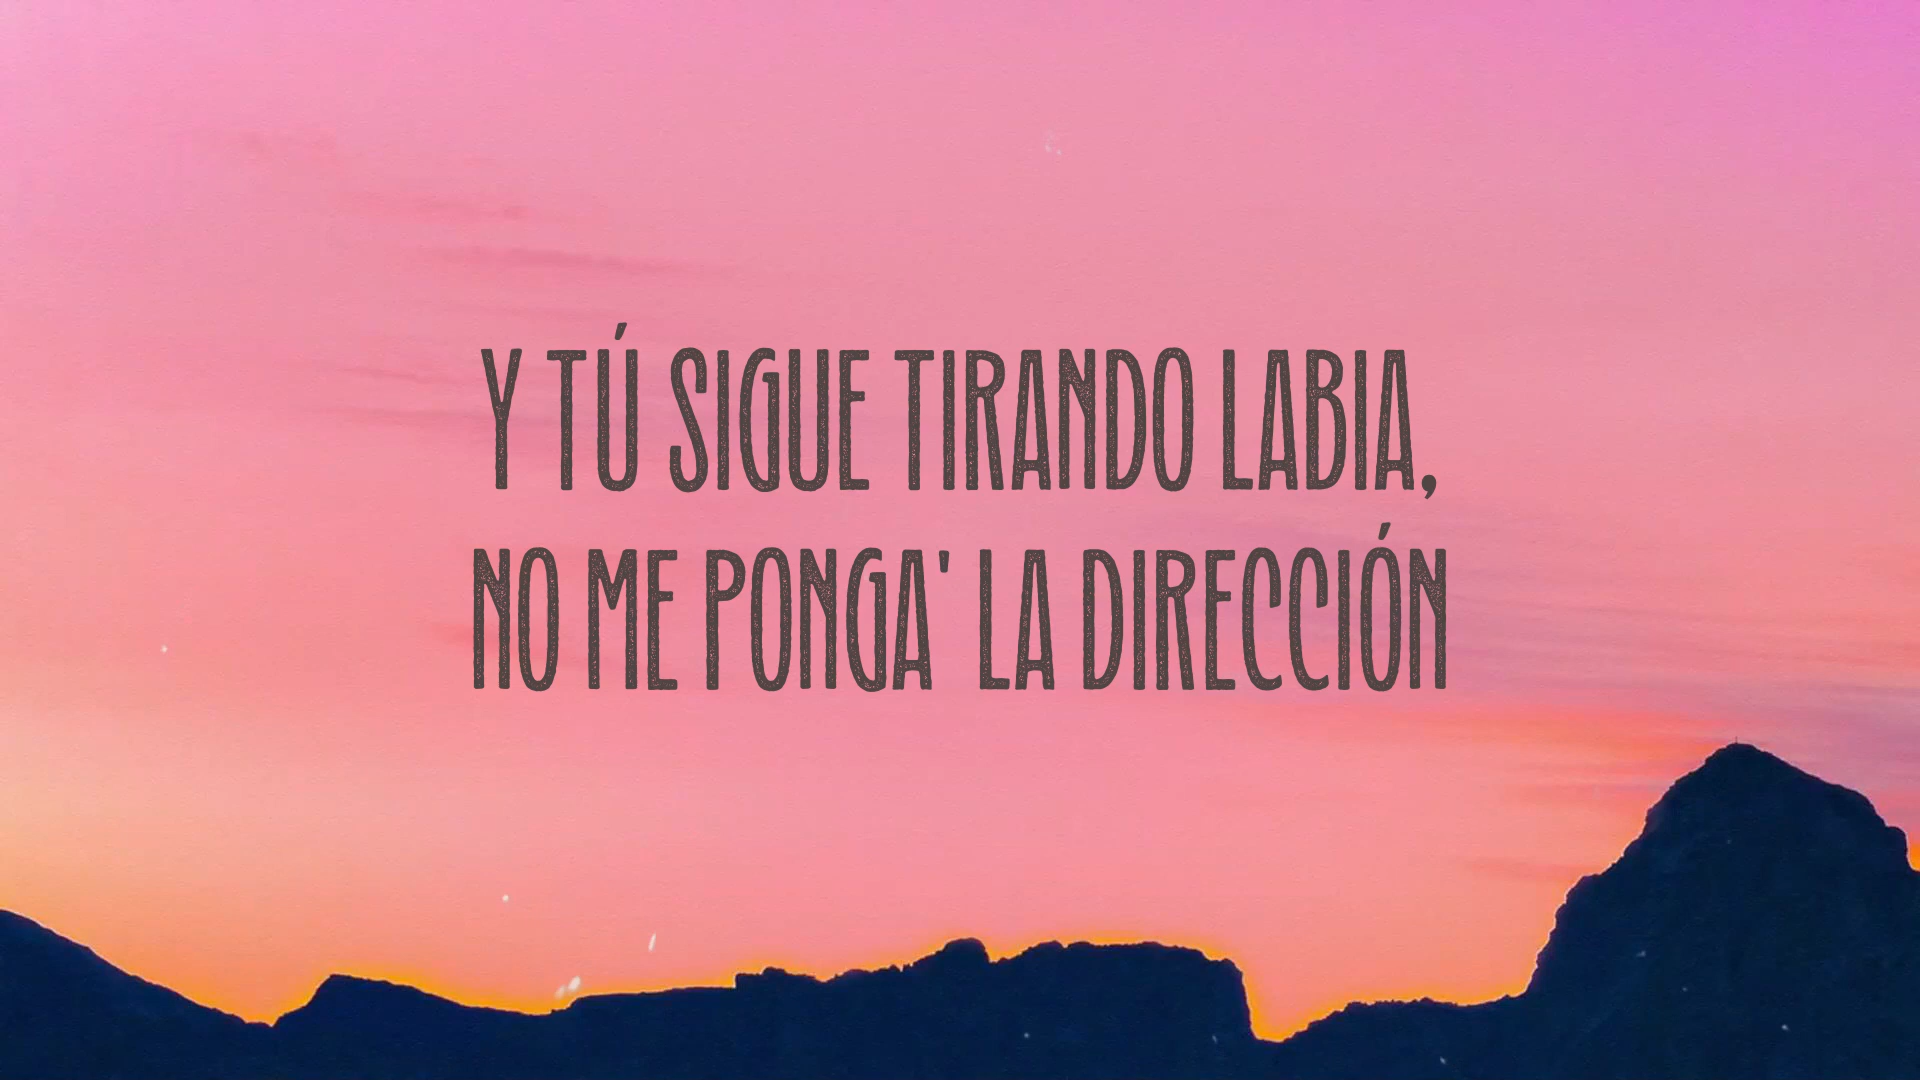 Y TÚ SIGUE TIRANDO LABIA,
NO ME PONGA' LA DIRECCIÓN